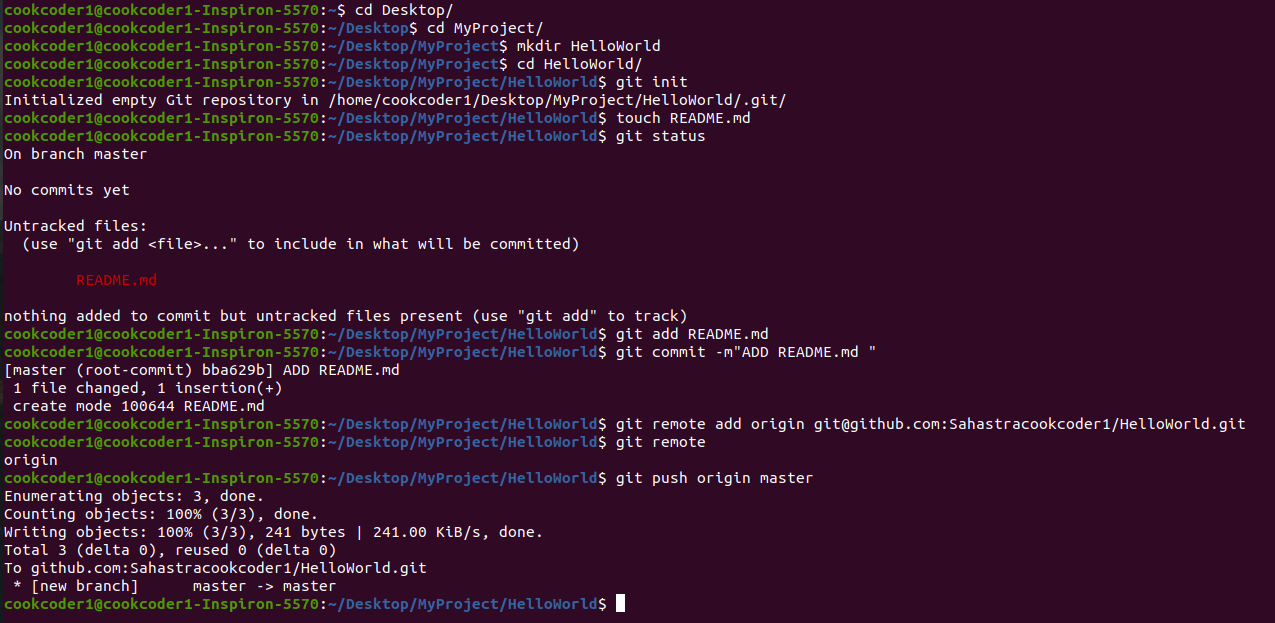 cookcoder1@cookcoder1-Inspiron-5570:~$ cd Desktop/
cookcoder1@cookcoder1-Inspiron-5570:~/Desktop$ cd MyProject/
cookcoder1@cookcoder1-Inspiron-5570:~/Desktop/MyProject$ mkdir HelloWorld
cookcoder1@cookcoder1-Inspiron-5570:~/Desktop/MyProject$ cd HelloWorld/
cookcoder1@cookcoder1-Inspiron-5570:~/Desktop/MyProject/HelloWorld$ git init
Initialized empty Git repository in /home/cookcoder1/Desktop/MyProject/HelloWorld/.git/
cookcoder1@cookcoder1-Inspiron-5570:~/Desktop/MyProject/HelloWorld$ touch README.md
cookcoder1@cookcoder1-Inspiron-5570:~/Desktop/MyProject/HelloWorld$ git status
On branch master

No commits yet

Untracked files:
  (use "git add <file>..." to include in what will be committed)

        README.md

nothing added to commit but untracked files present (use "git add" to track)
cookcoder1@cookcoder1-Inspiron-5570:~/Desktop/MyProject/HelloWorld$ git add README.md
cookcoder1@cookcoder1-Inspiron-5570:~/Desktop/MyProject/HelloWorld$ git commit -m"ADD README.md "
[master (root-commit) bba629b] ADD README.md
 1 file changed, 1 insertion(+)
 create mode 100644 README.md
cookcoder1@cookcoder1-Inspiron-5570:~/Desktop/MyProject/HelloWorld$ git remote add origin git@github.com:Sahastracookcoder1/HelloWorld.git
cookcoder1@cookcoder1-Inspiron-5570:~/Desktop/MyProject/HelloWorld$ git remote
origin
cookcoder1@cookcoder1-Inspiron-5570:~/Desktop/MyProject/HelloWorld$ git push origin master
Enumerating objects: 3, done.
Counting objects: 100% (3/3), done.
Writing objects: 100% (3/3), 241 bytes | 241.00 KiB/s, done.
Total 3 (delta 0), reused 0 (delta 0)
To github.com:Sahastracookcoder1/HelloWorld.git
 * [new branch]      master -> master
cookcoder1@cookcoder1-Inspiron-5570:~/Desktop/MyProject/HelloWorld$